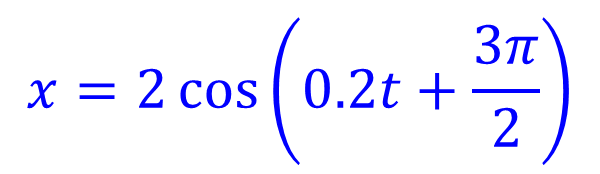 x = 2 cos(0.2t + 3π/2)